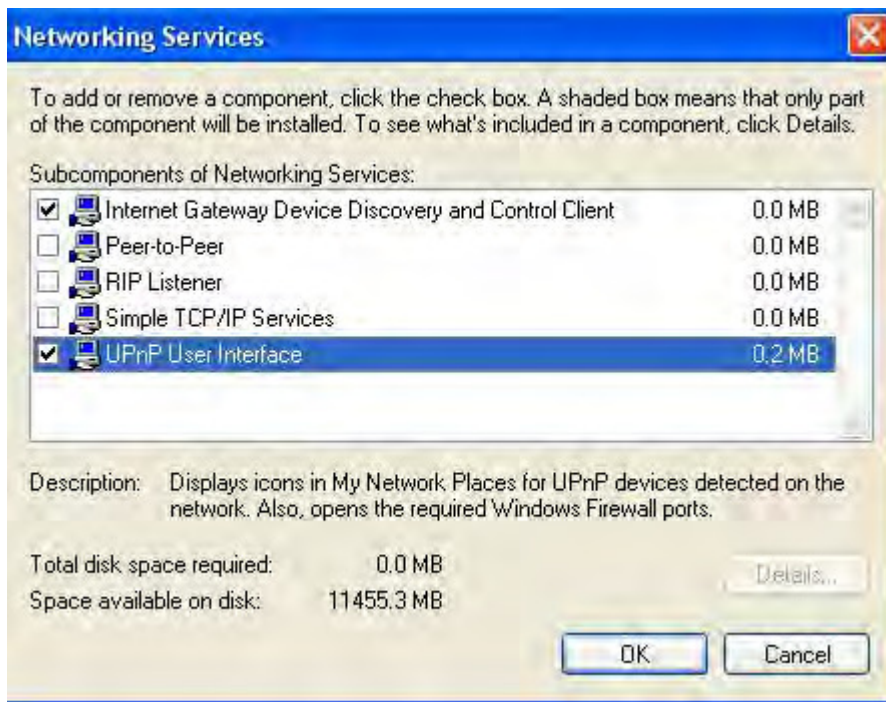 Networking Services
To add or remove a component, click the check box. A shaded box means that only part
of the component will be installed. To see what's included in a component, click Details.
Subcomponents of Networking Services:
Internet Gateway Device Discovery and Control Client 0.0 MB
Peer-to-Peer 0.0 MB
RIP Listener 0.0 MB
Simple TCP/IP Services 0.0 MB
UPnP User Interface 0.2 MB
Description: Displays icons in My Network Places for UPnP devices detected on the
network. Also, opens the required Windows Firewall ports.
Total disk space required: 0.0 MB
Details...
Space available on disk: 11455.3 MB
OK Cancel